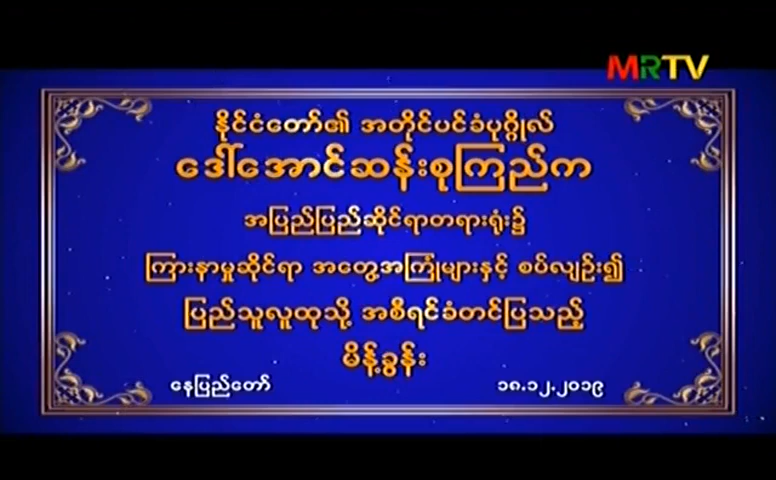 MRTV
နိုင်ငံတော်၏ အတိုင်ပင်ခံပုဂ္ဂိုလ်
ဒေါ်အောင်ဆန်းစုကြည်က
အပြည်ပြည်ဆိုင်ရာတရားရုံး၌
ကြားနာမှုဆိုင်ရာ အတွေ့အကြုံများနှင့် စပ်လျဉ်း၍
ပြည်သူလူထုသို့ အစီရင်ခံတင်ပြသည့်
မိန့်ခွန်း
နေပြည်တော် ၁၈.၁၂.၂၀၁၉